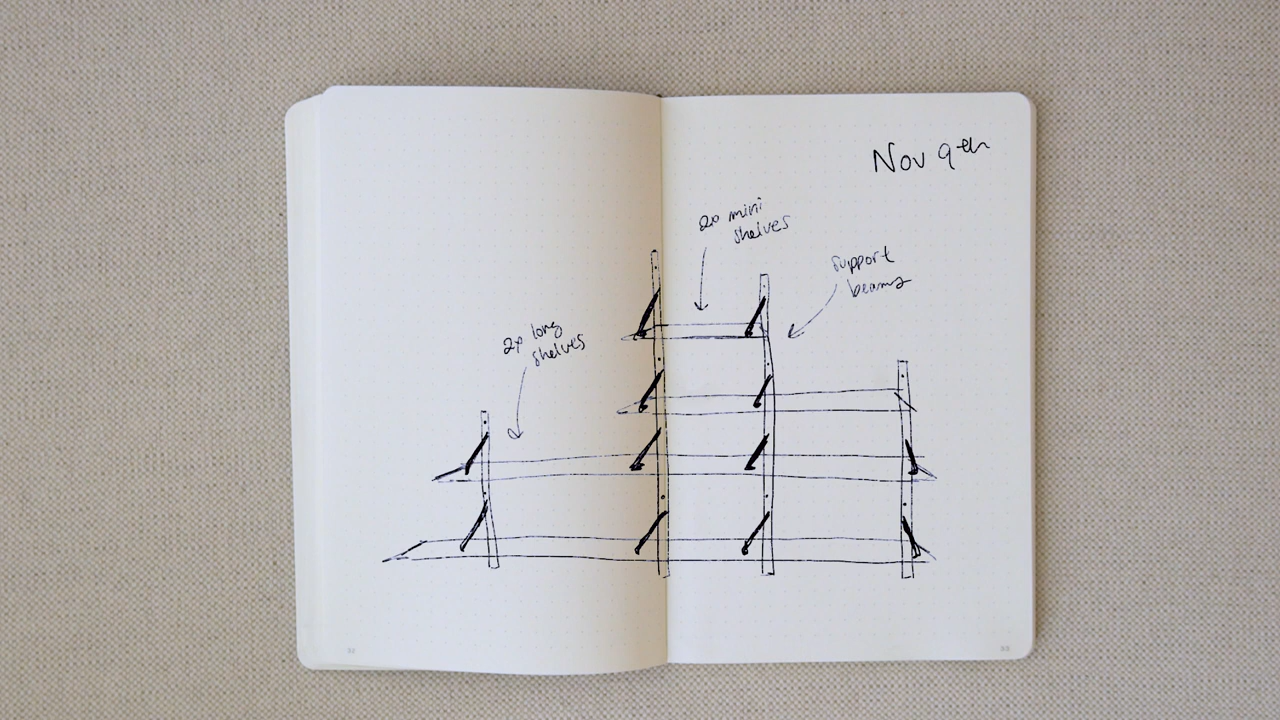 Nov 9th
2x mini
shelves
support
beams
2x long
shelves